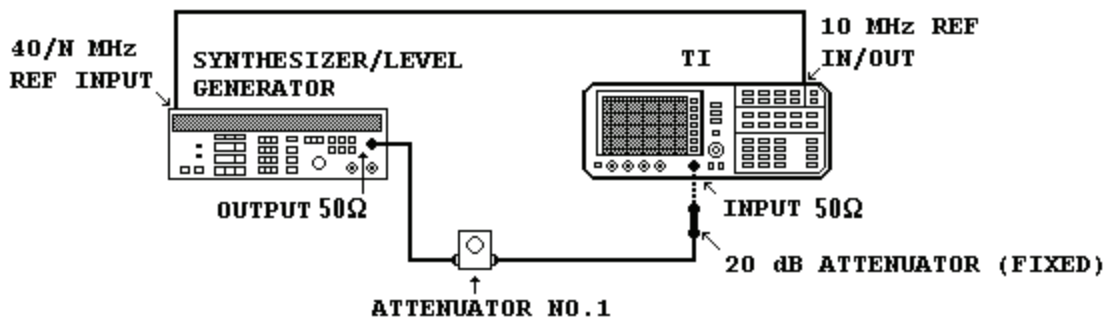 40/N MHz
REF INPUT
SYNTHESIZER/LEVEL
GENERATOR
TI
10 MHz REF
IN/OUT
OUTPUT 50Ω
INPUT 50Ω
20 dB ATTENUATOR (FIXED)
ATTENUATOR NO.1